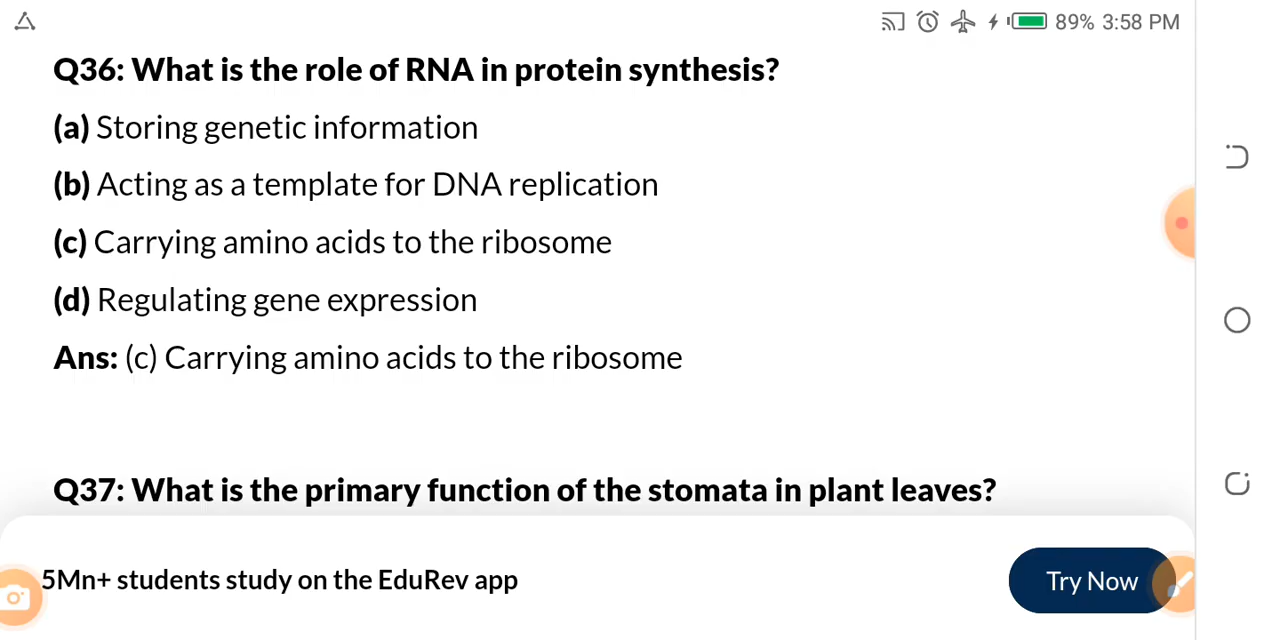 89% 3:58 PM
Q36: What is the role of RNA in protein synthesis?
(a) Storing genetic information
(b) Acting as a template for DNA replication
(c) Carrying amino acids to the ribosome
(d) Regulating gene expression
Ans: (c) Carrying amino acids to the ribosome
Q37: What is the primary function of the stomata in plant leaves?
5Mn+ students study on the EduRev app
Try Now